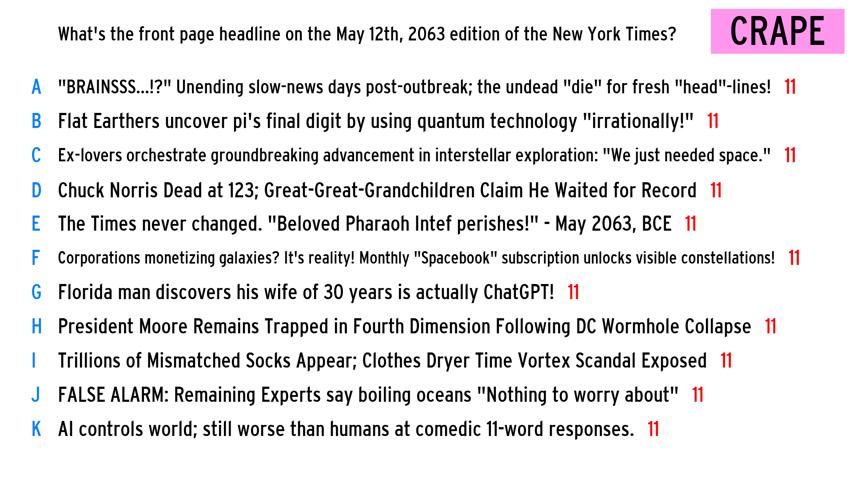 What's the front page headline on the May 12th, 2063 edition of the New York Times?
CRAPE
A "BRAINSSS...!?" Unending slow-news days post-outbreak; the undead "die" for fresh "head"-lines! 11
B Flat Earthers uncover pi's final digit by using quantum technology "irrationally!" 11
C Ex-lovers orchestrate groundbreaking advancement in interstellar exploration: "We just needed space." 11
D Chuck Norris Dead at 123; Great-Great-Grandchildren Claim He Waited for Record 11
E The Times never changed. "Beloved Pharaoh Intef perishes!" - May 2063, BCE 11
F Corporations monetizing galaxies? It's reality! Monthly "Spacebook" subscription unlocks visible constellations! 11
G Florida man discovers his wife of 30 years is actually ChatGPT! 11
H President Moore Remains Trapped in Fourth Dimension Following DC Wormhole Collapse 11
I Trillions of Mismatched Socks Appear; Clothes Dryer Time Vortex Scandal Exposed 11
J FALSE ALARM: Remaining Experts say boiling oceans "Nothing to worry about" 11
K AI controls world; still worse than humans at comedic 11-word responses. 11